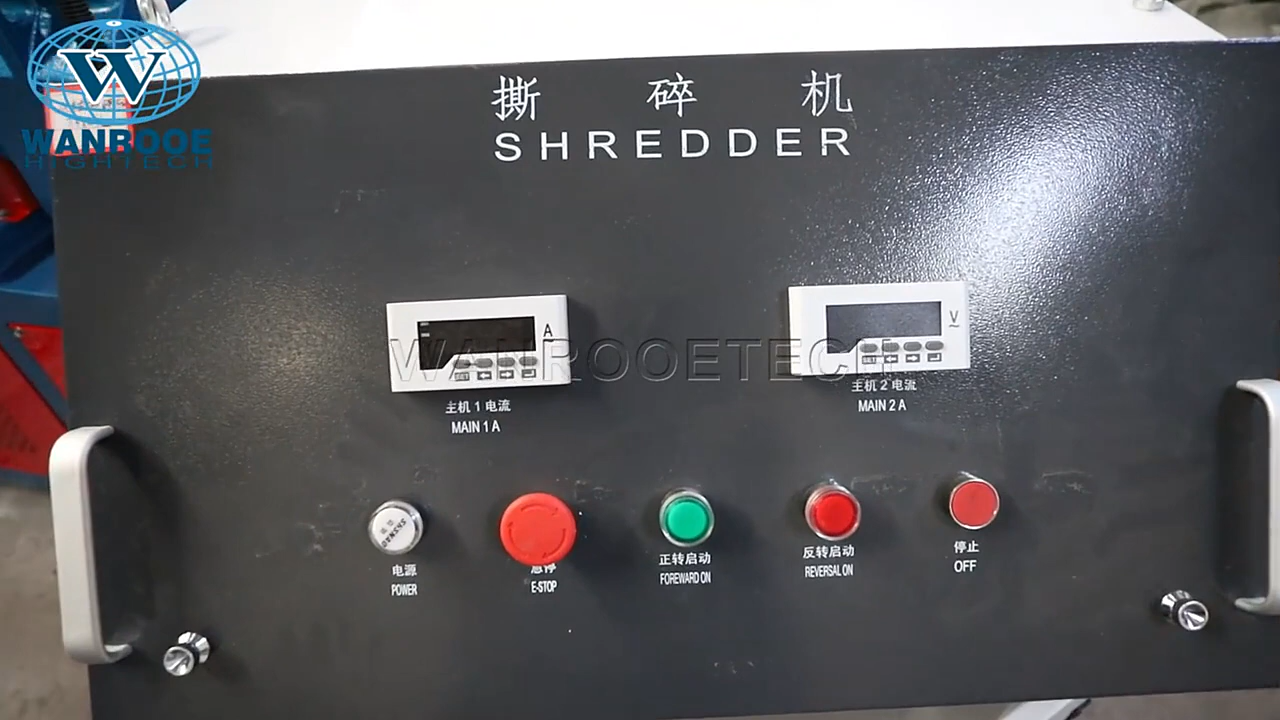 W
WANROOE
HIGHTECH
撕碎机
SHREDDER
A
V
SET
SET
WANROOETECH
主机1电流
MAIN 1 A
主机2电流
MAIN 2 A
电源
POWER
急停
E-STOP
正转启动
FOREWARD ON
反转启动
REVERSAL ON
停止
OFF